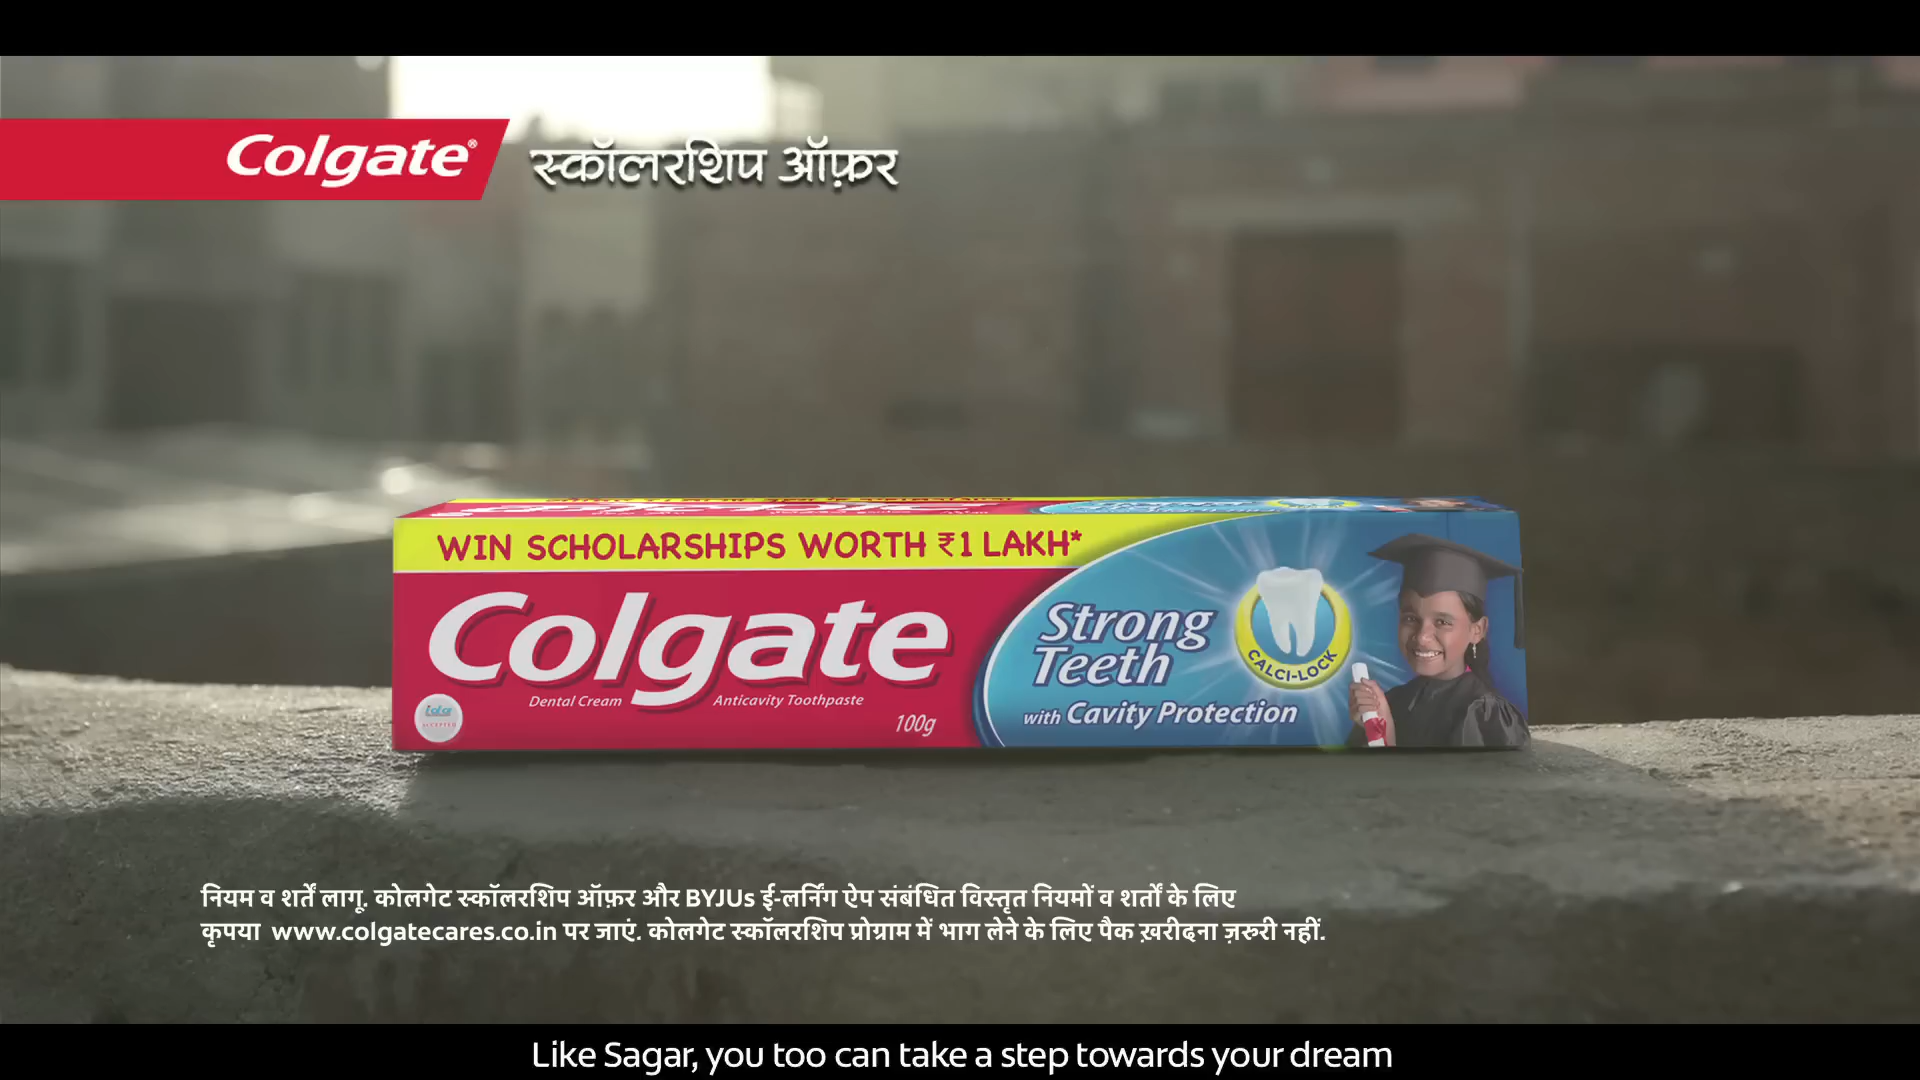 Colgate®
स्कॉलरशिप ऑफ़र
WIN SCHOLARSHIPS WORTH ₹1 LAKH*
Colgate
Dental Cream Anticavity Toothpaste
100g
Strong
Teeth
CALCI-LOCK
with Cavity Protection
नियम व शर्तें लागू. कोलगेट स्कॉलरशिप ऑफ़र और BYJUs ई-लर्निंग ऐप संबंधित विस्तृत नियमों व शर्तों के लिए
कृपया www.colgatecares.co.in पर जाएं. कोलगेट स्कॉलरशिप प्रोग्राम में भाग लेने के लिए पैक ख़रीदना ज़रुरी नहीं.
Like Sagar, you too can take a step towards your dream